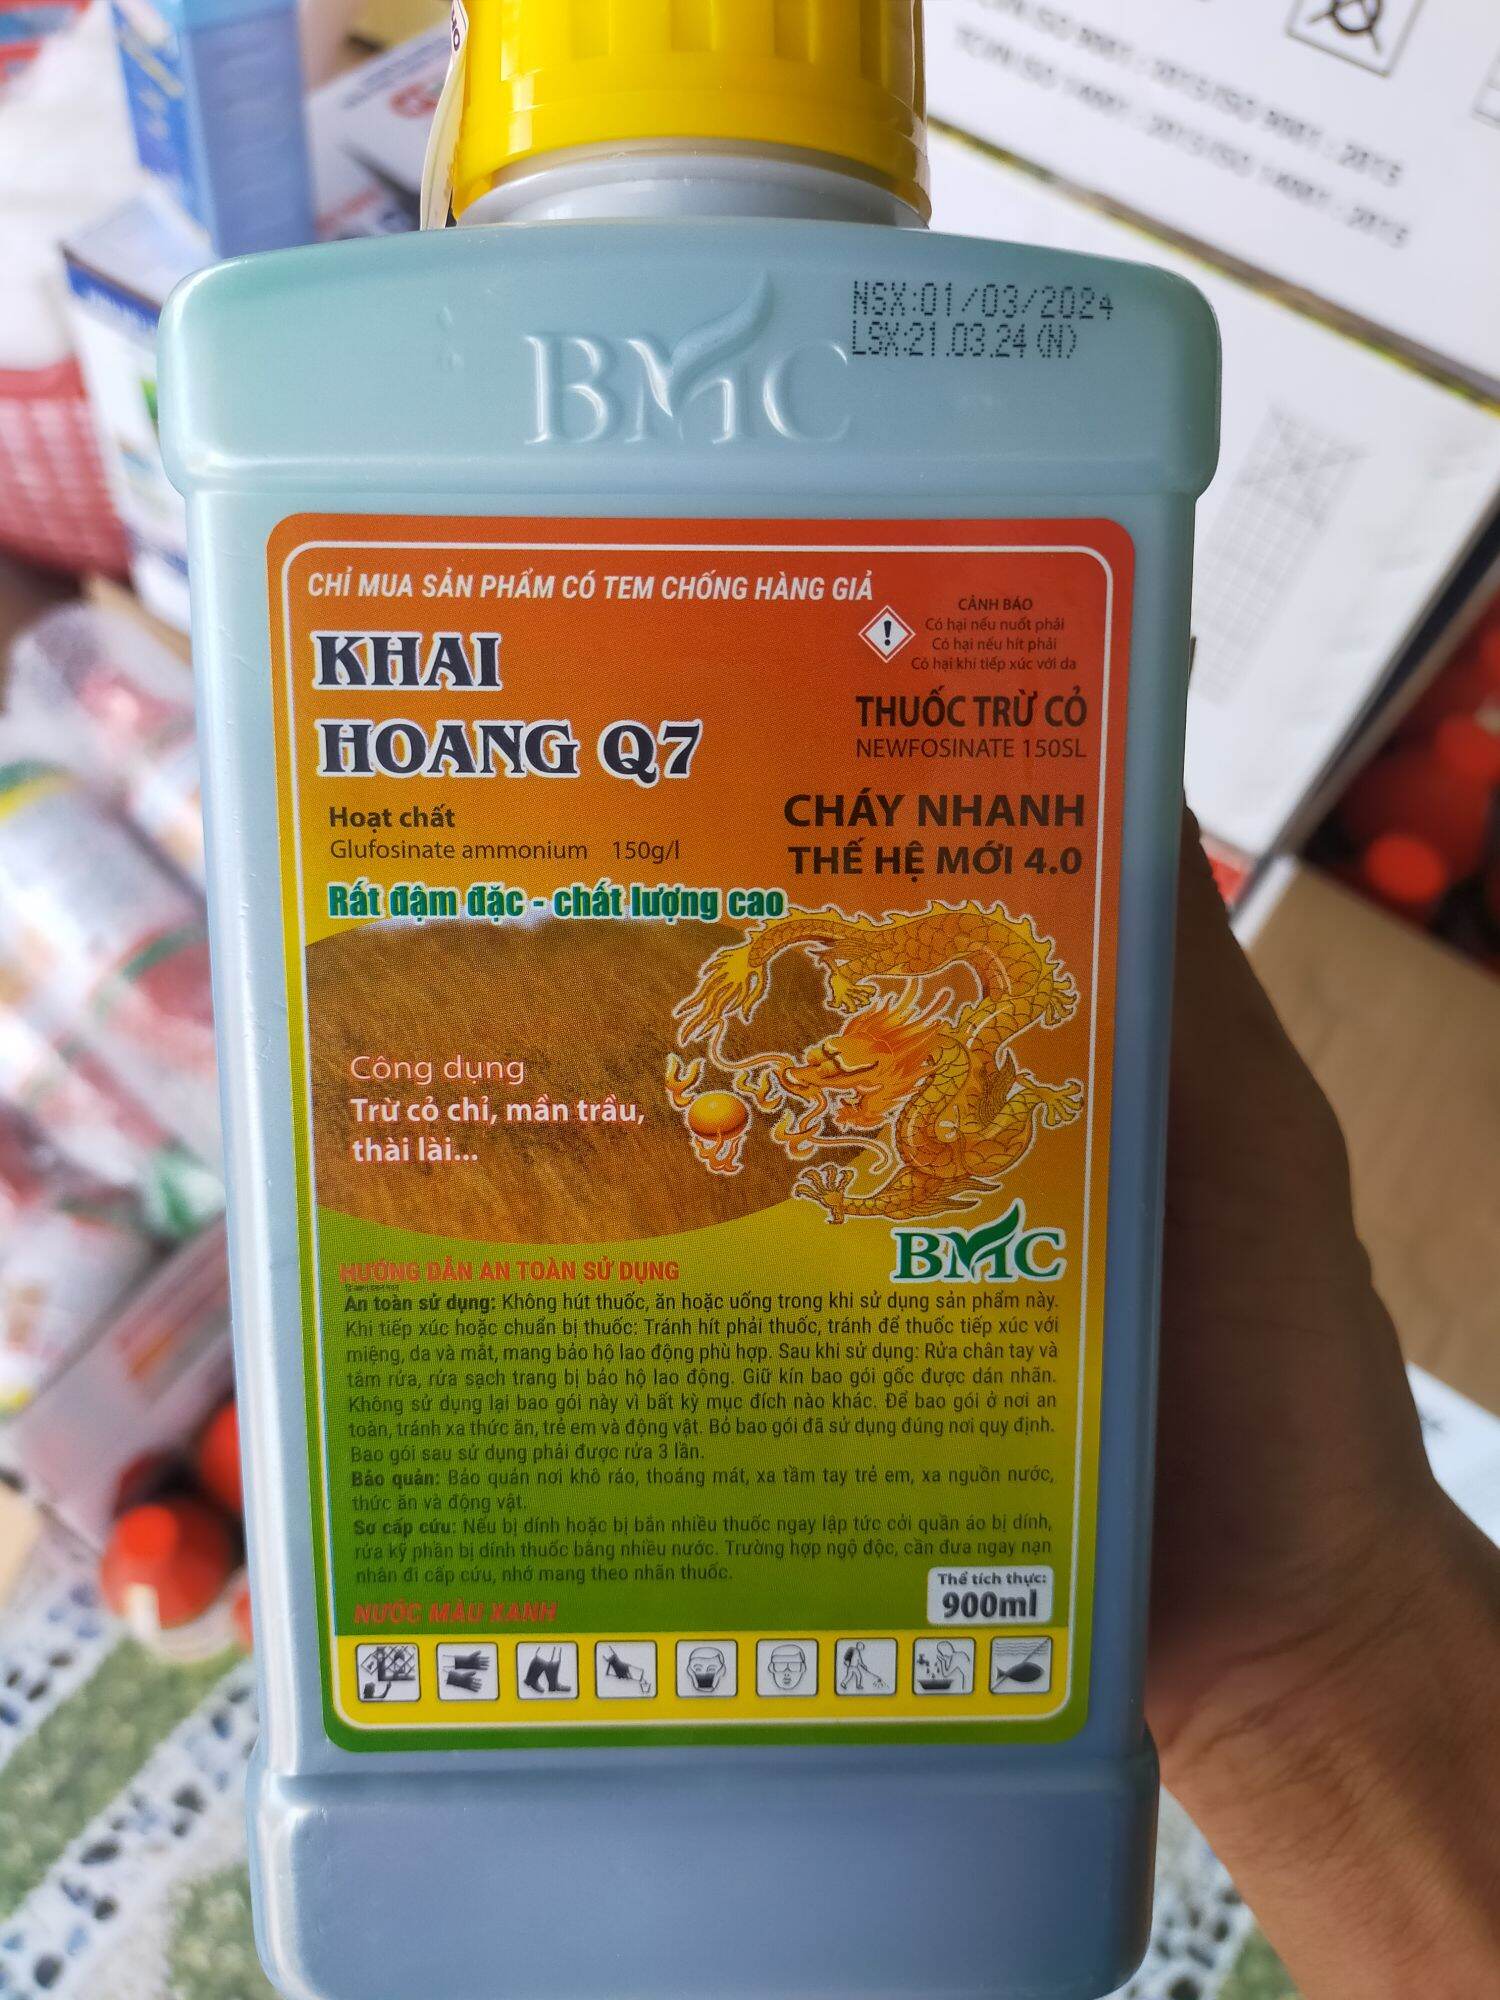 BMC
NSX:01/03/2024
LSX:21.03.24 (N)
CHỈ MUA SẢN PHẨM CÓ TEM CHỐNG HÀNG GIẢ
KHAI
HOANG Q7
CẢNH BÁO
Có hại nếu nuốt phải
Có hại nếu hít phải
Có hại khi tiếp xúc với da
THUỐC TRỪ CỎ
NEWFOSINATE 150SL
Hoạt chất
Glufosinate ammonium 150g/l
CHÁY NHANH
THẾ HỆ MỚI 4.0
Rất đậm đặc - chất lượng cao
Công dụng
Trừ cỏ chỉ, mần trầu,
thài lài...
BMC
HƯỚNG DẪN AN TOÀN SỬ DỤNG
An toàn sử dụng: Không hút thuốc, ăn hoặc uống trong khi sử dụng sản phẩm này.
Khi tiếp xúc hoặc chuẩn bị thuốc: Tránh hít phải thuốc, tránh để thuốc tiếp xúc với
miệng, da và mắt, mang bảo hộ lao động phù hợp. Sau khi sử dụng: Rửa chân tay và
tắm rửa, rửa sạch trang bị bảo hộ lao động. Giữ kín bao gói gốc được dán nhãn.
Không sử dụng lại bao gói này vì bất kỳ mục đích nào khác. Để bao gói ở nơi an
toàn, tránh xa thức ăn, trẻ em và động vật. Bỏ bao gói đã sử dụng đúng nơi quy định.
Bao gói sau sử dụng phải được rửa 3 lần.
Bảo quản: Bảo quản nơi khô ráo, thoáng mát, xa tầm tay trẻ em, xa nguồn nước,
thức ăn và động vật.
Sơ cấp cứu: Nếu bị dính hoặc bị bắn nhiều thuốc ngay lập tức cởi quần áo bị dính,
rửa kỹ phần bị dính thuốc bằng nhiều nước. Trường hợp ngộ độc, cần đưa ngay nạn
nhân đi cấp cứu, nhớ mang theo nhãn thuốc.
Thể tích thực:
900ml
NƯỚC MÀU XANH
TCVN ISO 9001 : 2015/ISO 9001 : 2015
TCVN ISO 14001 : 2015/ISO 14001 : 2015